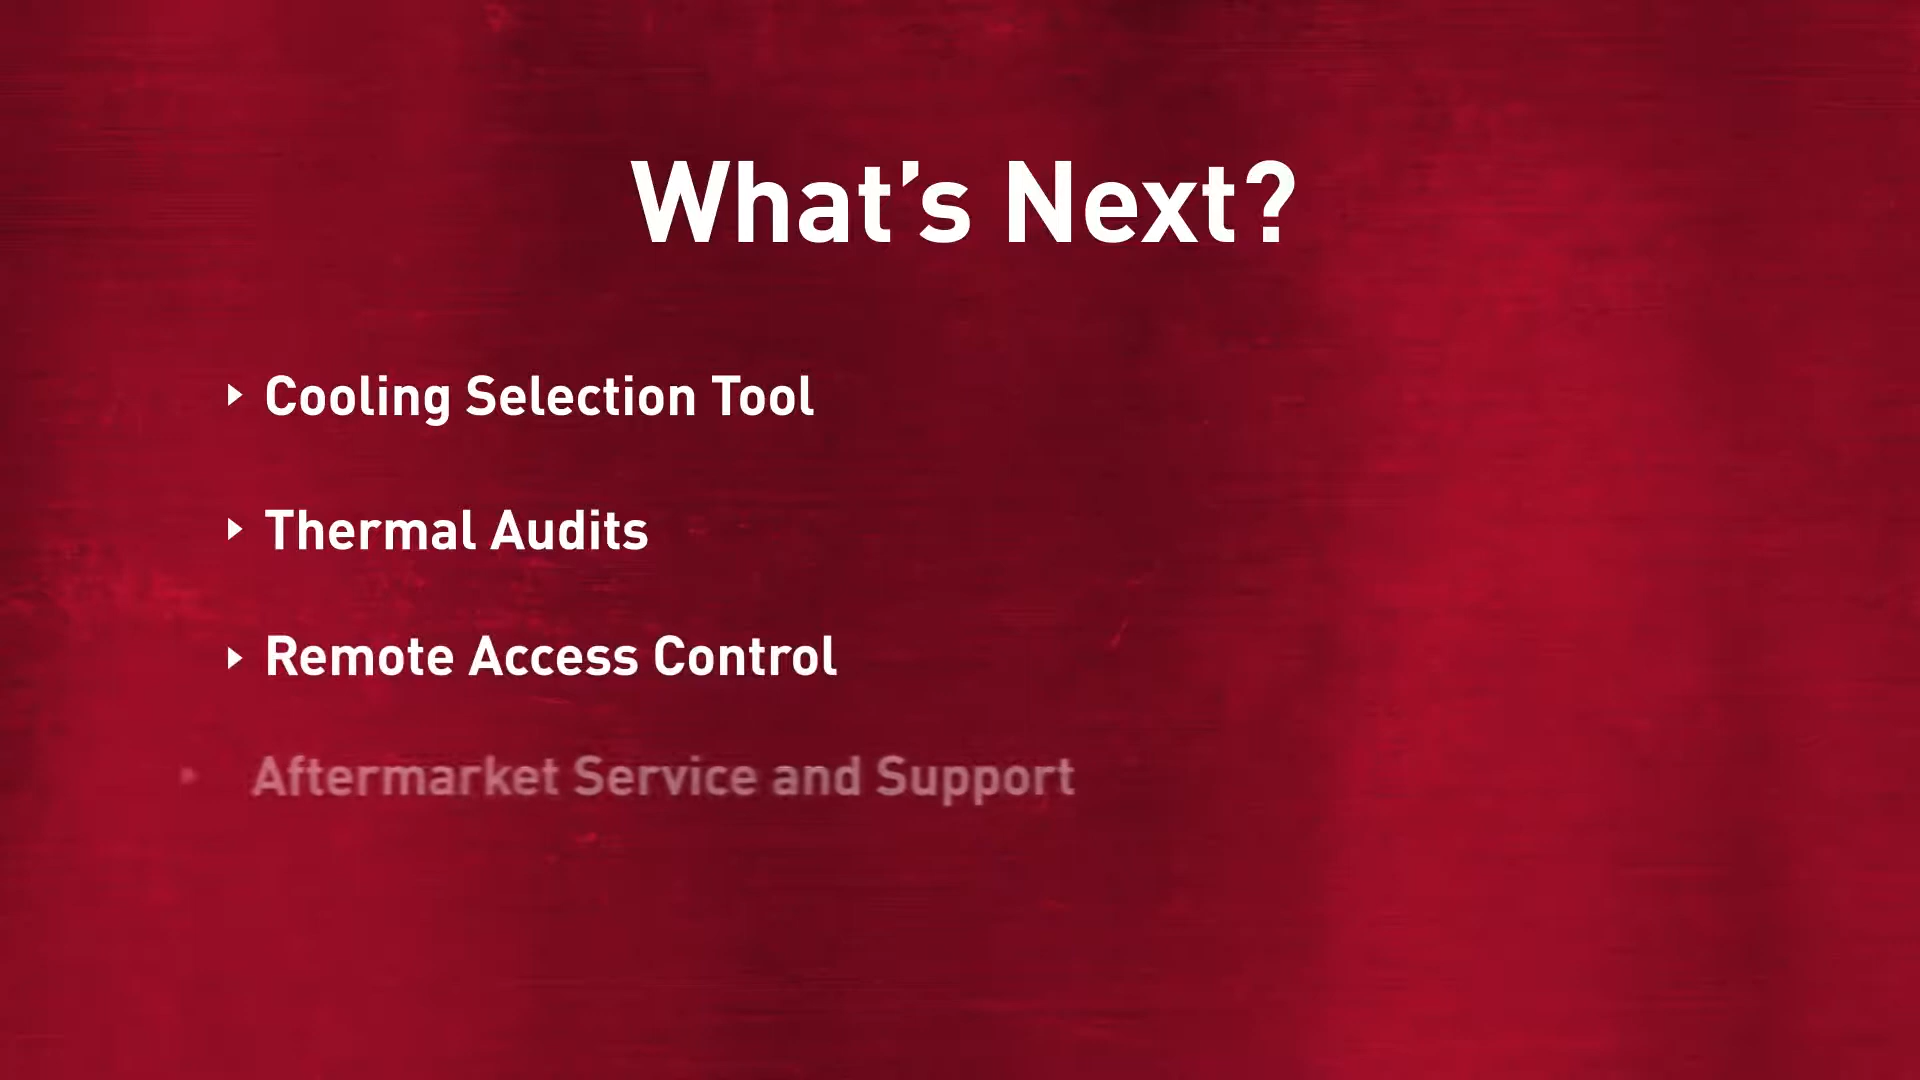 What’s Next?
Cooling Selection Tool
Thermal Audits
Remote Access Control
Aftermarket Service and Support